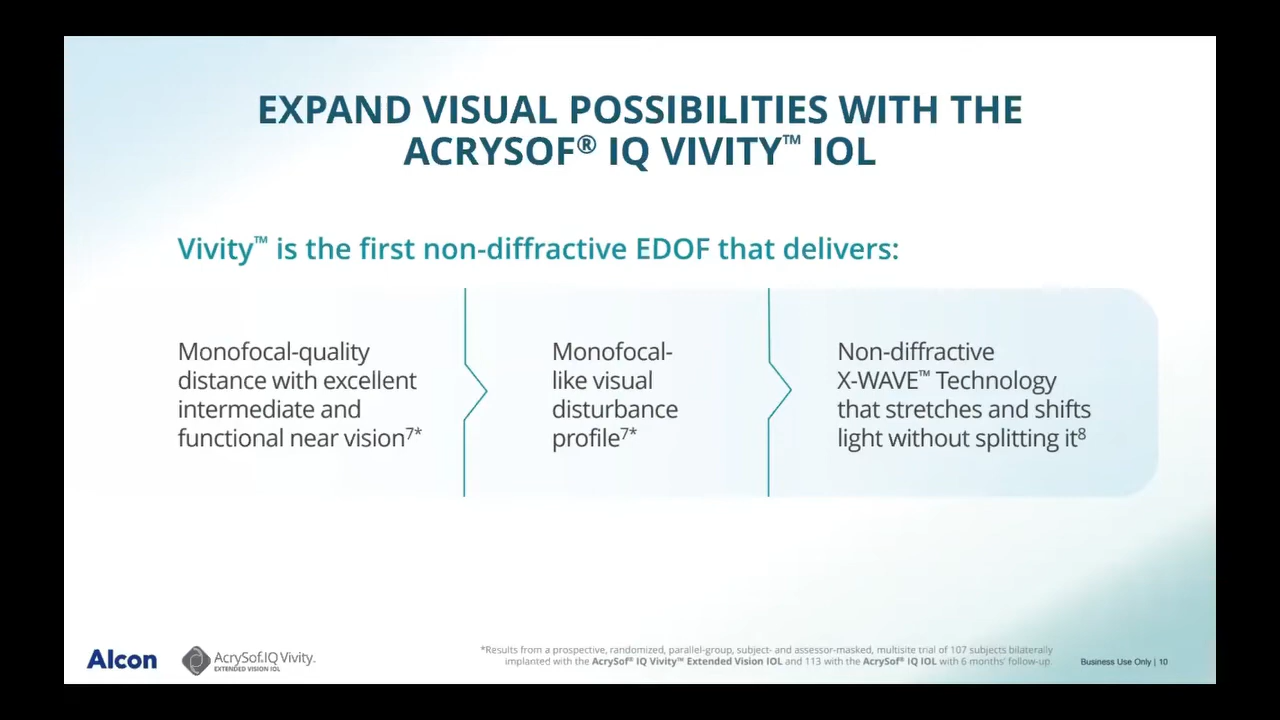 EXPAND VISUAL POSSIBILITIES WITH THE
ACRYSOF® IQ VIVITY™ IOL
Vivity™ is the first non-diffractive EDOF that delivers:
Monofocal-quality
distance with excellent
intermediate and
functional near vision7*
Monofocal-
like visual
disturbance
profile7*
Non-diffractive
X-WAVE™ Technology
that stretches and shifts
light without splitting it8
Alcon
AcrySof.IQ Vivity.
EXTENDED VISION IOL
*Results from a prospective, randomized, parallel-group, subject- and assessor-masked, multisite trial of 107 subjects bilaterally
implanted with the AcrySof® IQ Vivity™ Extended Vision IOL and 113 with the AcrySof® IQ IOL with 6 months' follow-up.
Business Use Only | 10